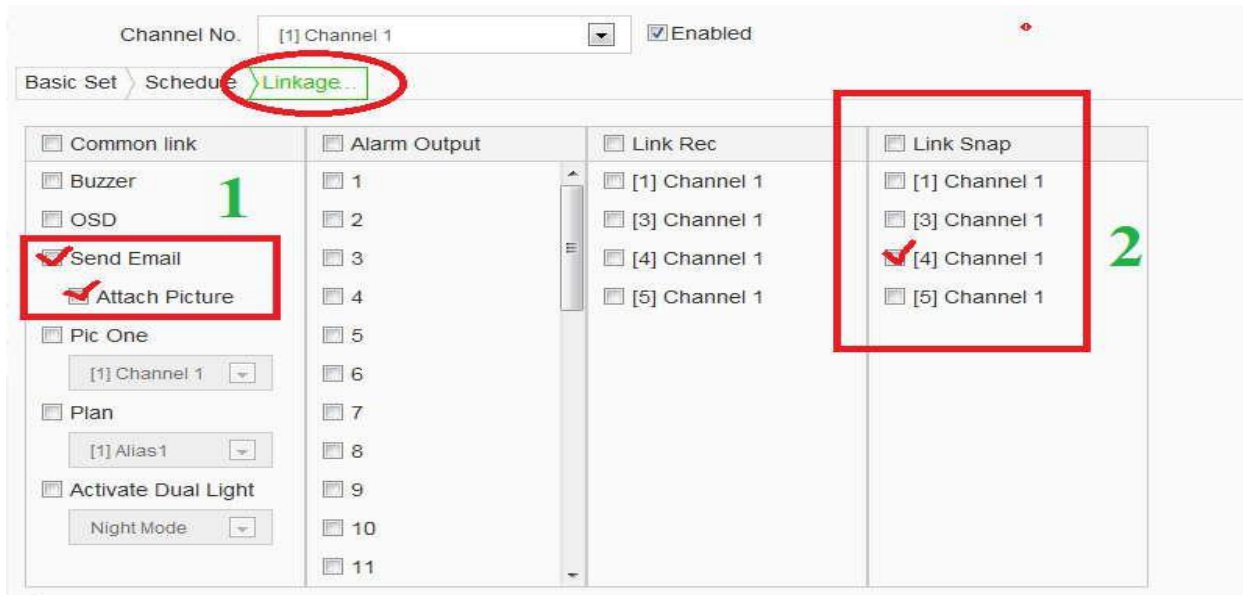 Channel No. [1] Channel 1 Enabled
Basic Set Schedule Linkage...
Common link
Buzzer
OSD
Send Email
Attach Picture
Pic One
[1] Channel 1
Plan
[1] Alias1
Activate Dual Light
Night Mode
1
Alarm Output
1
2
3
4
5
6
7
8
9
10
11
Link Rec
[1] Channel 1
[3] Channel 1
[4] Channel 1
[5] Channel 1
Link Snap
[1] Channel 1
[3] Channel 1
[4] Channel 1
[5] Channel 1
2